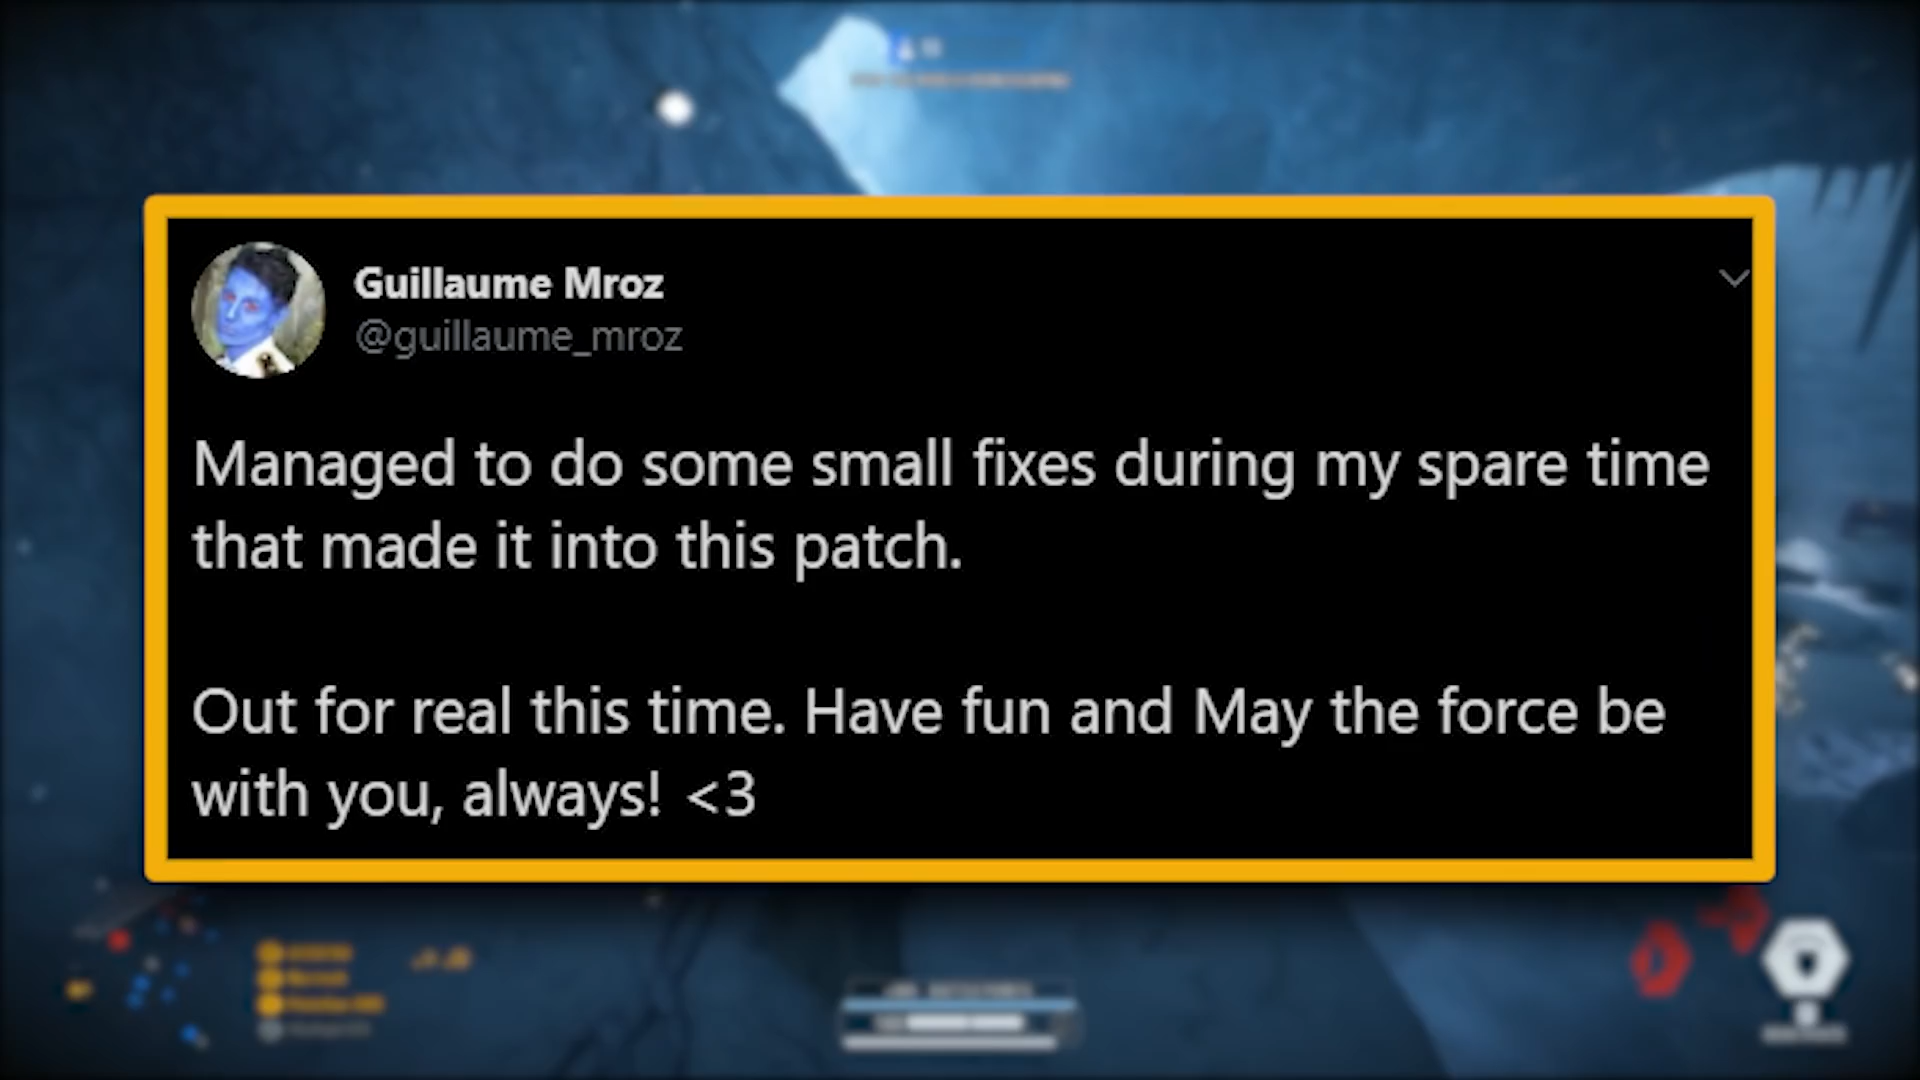 Guillaume Mroz
@guillaume_mroz
Managed to do some small fixes during my spare time
that made it into this patch.
Out for real this time. Have fun and May the force be
with you, always! <3